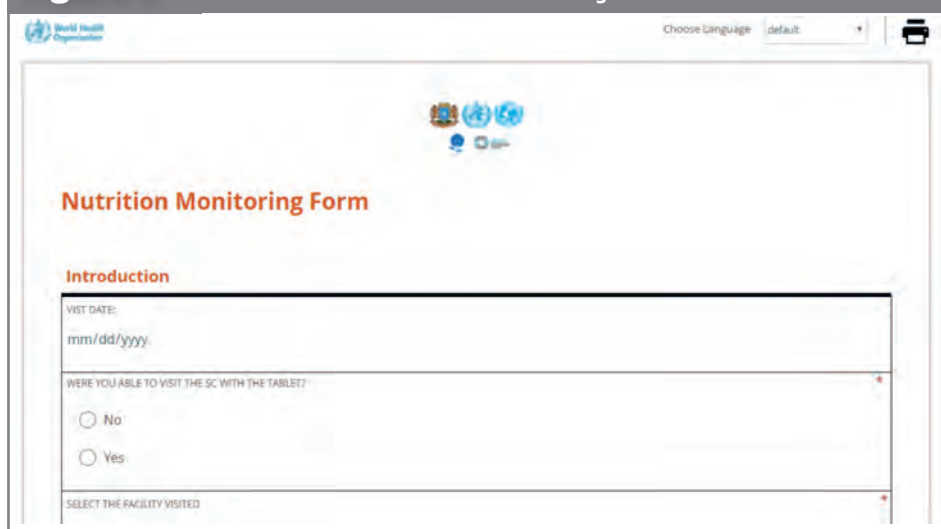 World Health
Organization
Choose Language default
Nutrition Monitoring Form
Introduction
VIST DATE:
mm/dd/yyyy
WERE YOU ABLE TO VISIT THE SC WITH THE TABLET? *
No
Yes
SELECT THE FACILITY VISITED *